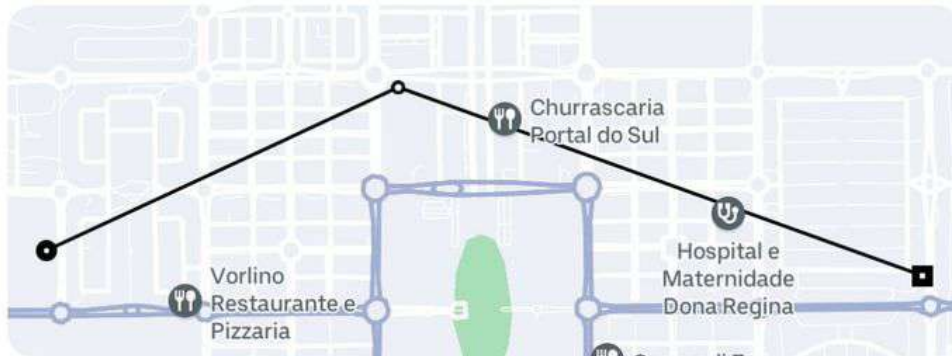 Churrascaria
Portal do Sul
Hospital e
Maternidade
Dona Regina
Vorlino
Restaurante e
Pizzaria